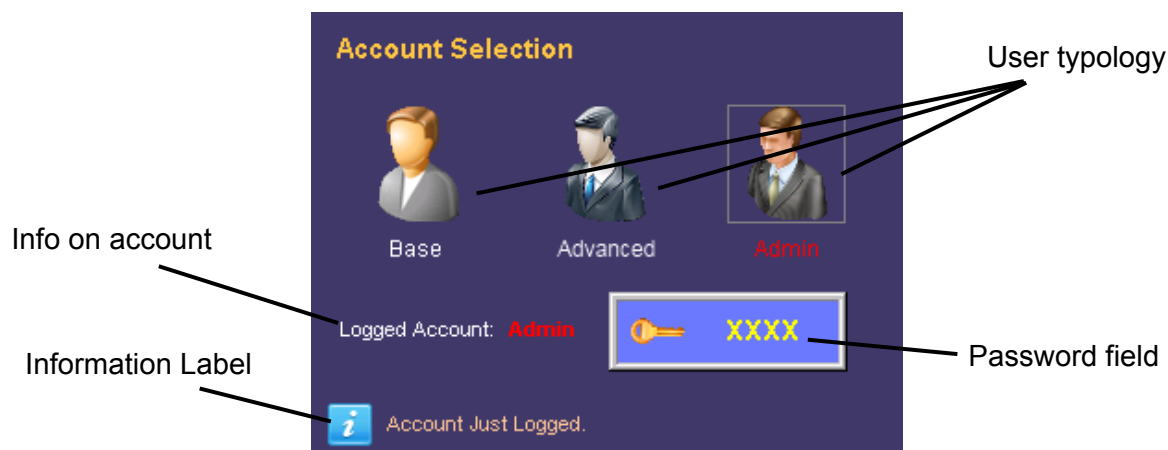 Account Selection
User typology
Base
Advanced
Admin
Info on account
Logged Account: Admin
XXXX
Password field
Information Label
i
Account Just Logged.